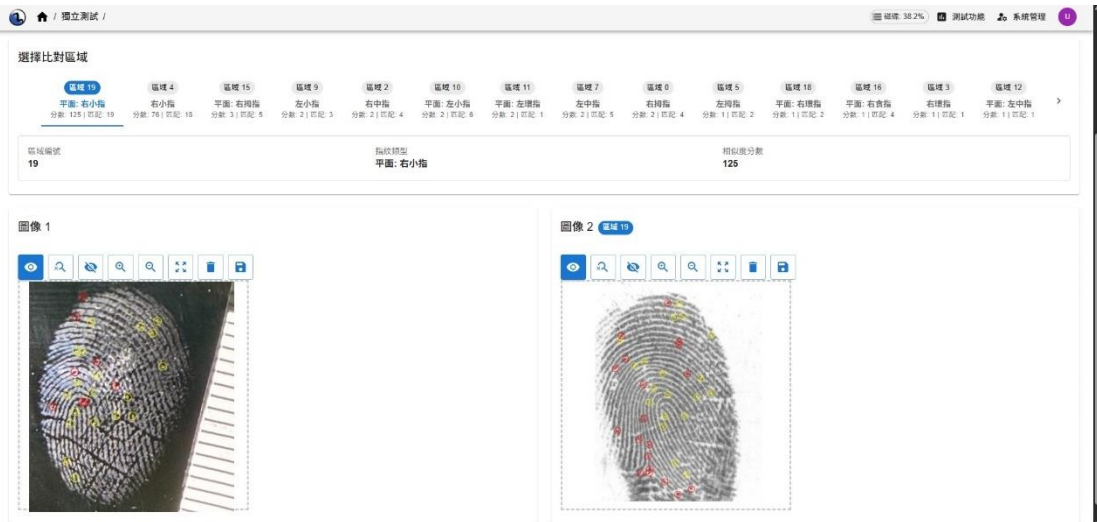 / 獨立測試 /
磁碟: 38.2%
測試功能
系統管理
U
選擇比對區域
區域 19
平面: 右小指
分數: 125 | 匹配: 19
區域 4
右小指
分數: 76 | 匹配: 18
區域 15
平面: 右拇指
分數: 3 | 匹配: 5
區域 9
左小指
分數: 2 | 匹配: 3
區域 2
右中指
分數: 2 | 匹配: 4
區域 10
平面: 左小指
分數: 2 | 匹配: 6
區域 11
平面: 左環指
分數: 2 | 匹配: 1
區域 7
左中指
分數: 2 | 匹配: 5
區域 0
右拇指
分數: 2 | 匹配: 4
區域 5
左拇指
分數: 1 | 匹配: 2
區域 18
平面: 右環指
分數: 1 | 匹配: 2
區域 16
平面: 右食指
分數: 1 | 匹配: 4
區域 3
右環指
分數: 1 | 匹配: 1
區域 12
平面: 左中指
分數: 1 | 匹配: 1
區域編號
19
指紋類型
平面: 右小指
相似度分數
125
圖像 1
圖像 2
區域 19